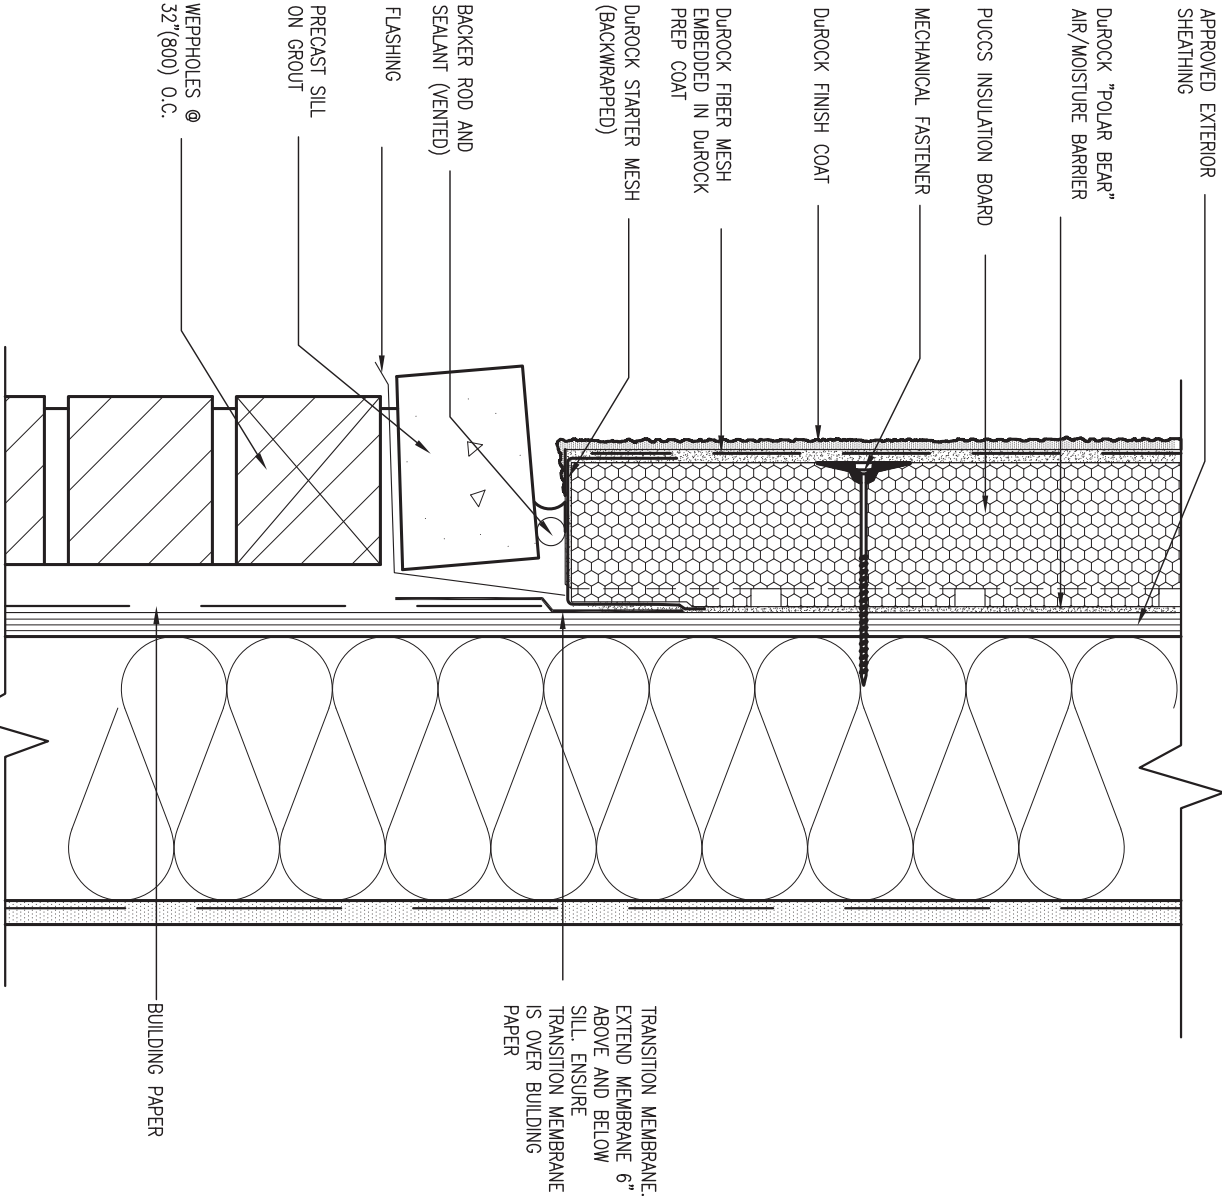 APPROVED EXTERIOR
SHEATHING
DuROCK "POLAR BEAR"
AIR/MOISTURE BARRIER
PUCCS INSULATION BOARD
MECHANICAL FASTENER
DuROCK FINISH COAT
DuROCK FIBER MESH
EMBEDDED IN DuROCK
PREP COAT
DuROCK STARTER MESH
(BACKWRAPPED)
BACKER ROD AND
SEALANT (VENTED)
FLASHING
PRECAST SILL
ON GROUT
WEPPHOLES @
32"(800) O.C.
TRANSITION MEMBRANE.
EXTEND MEMBRANE 6"
ABOVE AND BELOW
SILL. ENSURE
TRANSITION MEMBRANE
IS OVER BUILDING
PAPER
BUILDING PAPER